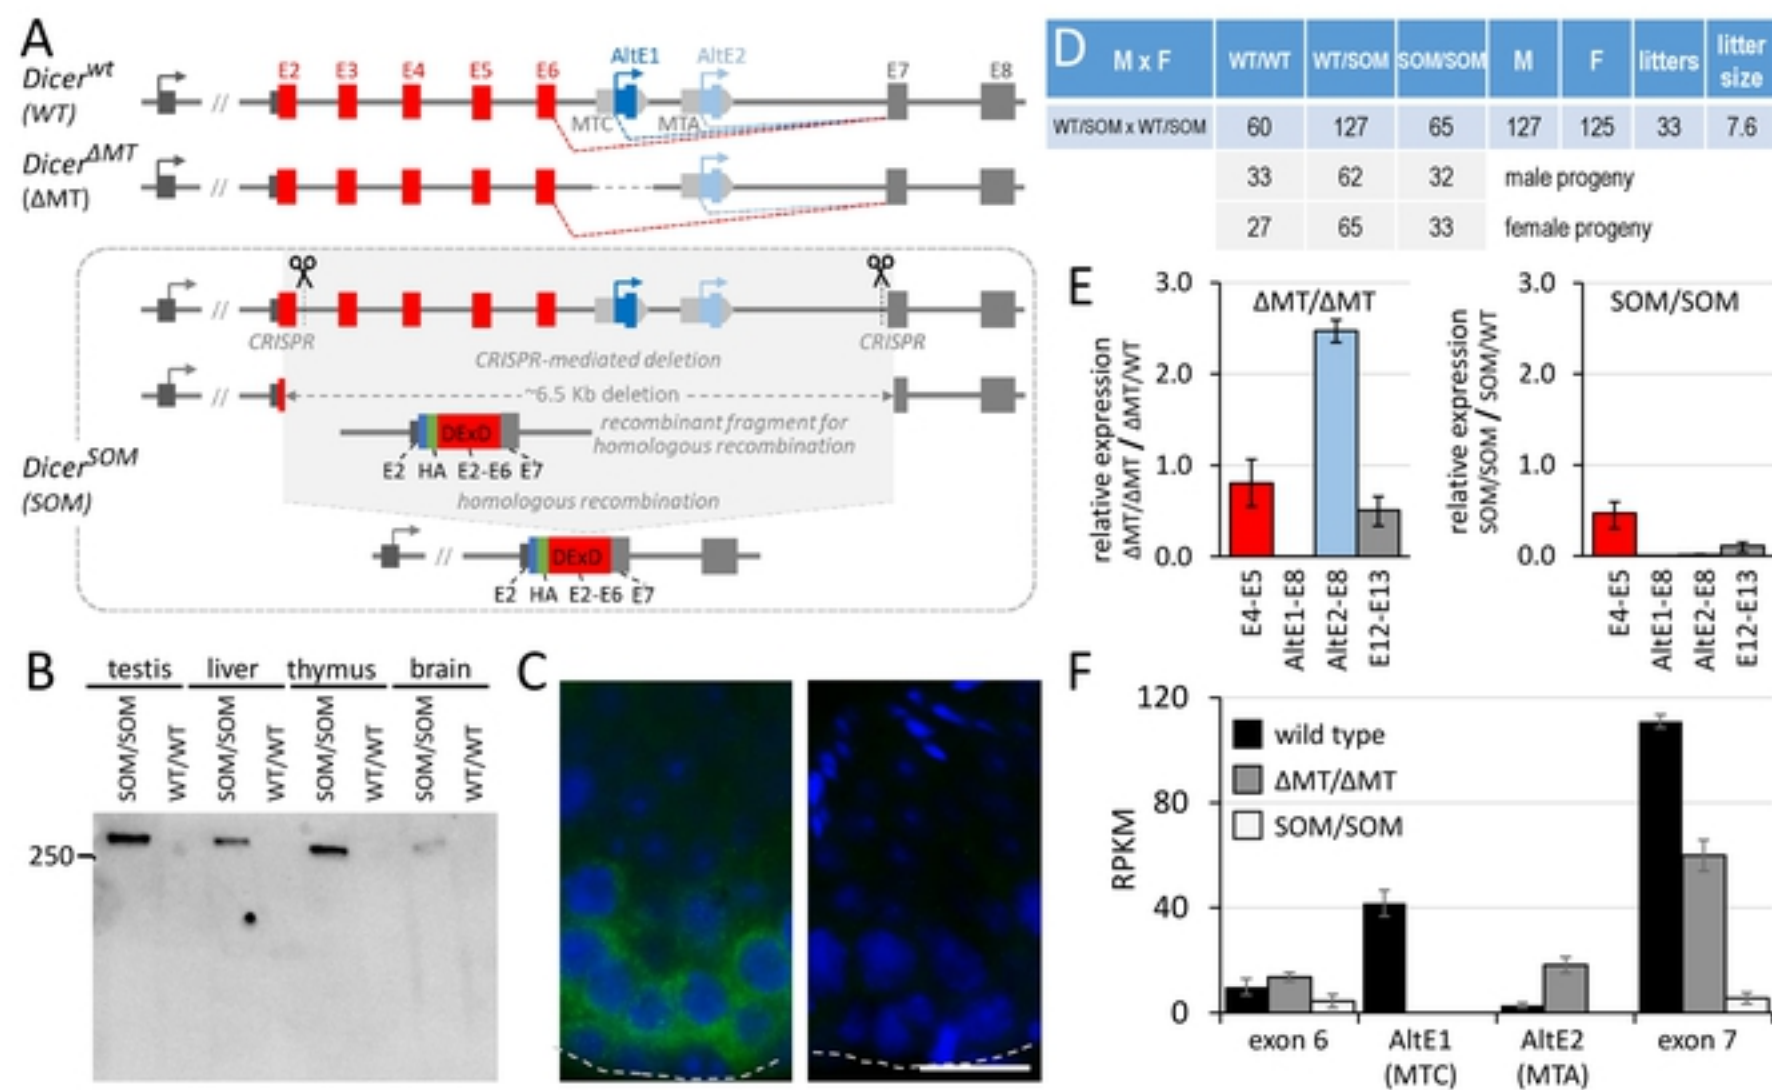 A
Dicer^wt
(WT)
E2 E3 E4 E5 E6 AltE1 AltE2 E7 E8
//
MTC MTA
Dicer^ΔMT
(ΔMT)
//
//
CRISPR CRISPR
CRISPR-mediated deletion
//
~6.5 Kb deletion
DExD
recombinant fragment for
homologous recombination
E2 HA E2-E6 E7
Dicer^SOM
(SOM)
homologous recombination
//
DExD
E2 HA E2-E6 E7
B
testis liver thymus brain
SOM/SOM WT/WT SOM/SOM WT/WT SOM/SOM WT/WT SOM/SOM WT/WT
250
C
D M x F WT/WT WT/SOM SOM/SOM M F litters litter size
WT/SOM x WT/SOM 60 127 65 127 125 33 7.6
33 62 32 male progeny
27 65 33 female progeny
E
ΔMT/ΔMT
relative expression
ΔMT/ΔMT / ΔMT/WT
3.0
2.0
1.0
0.0
E4-E5 AltE1-E8 AltE2-E8 E12-E13
SOM/SOM
relative expression
SOM/SOM / SOM/WT
3.0
2.0
1.0
0.0
E4-E5 AltE1-E8 AltE2-E8 E12-E13
F
RPKM
120
80
40
0
wild type
ΔMT/ΔMT
SOM/SOM
exon 6 AltE1 AltE2 exon 7
(MTC) (MTA)